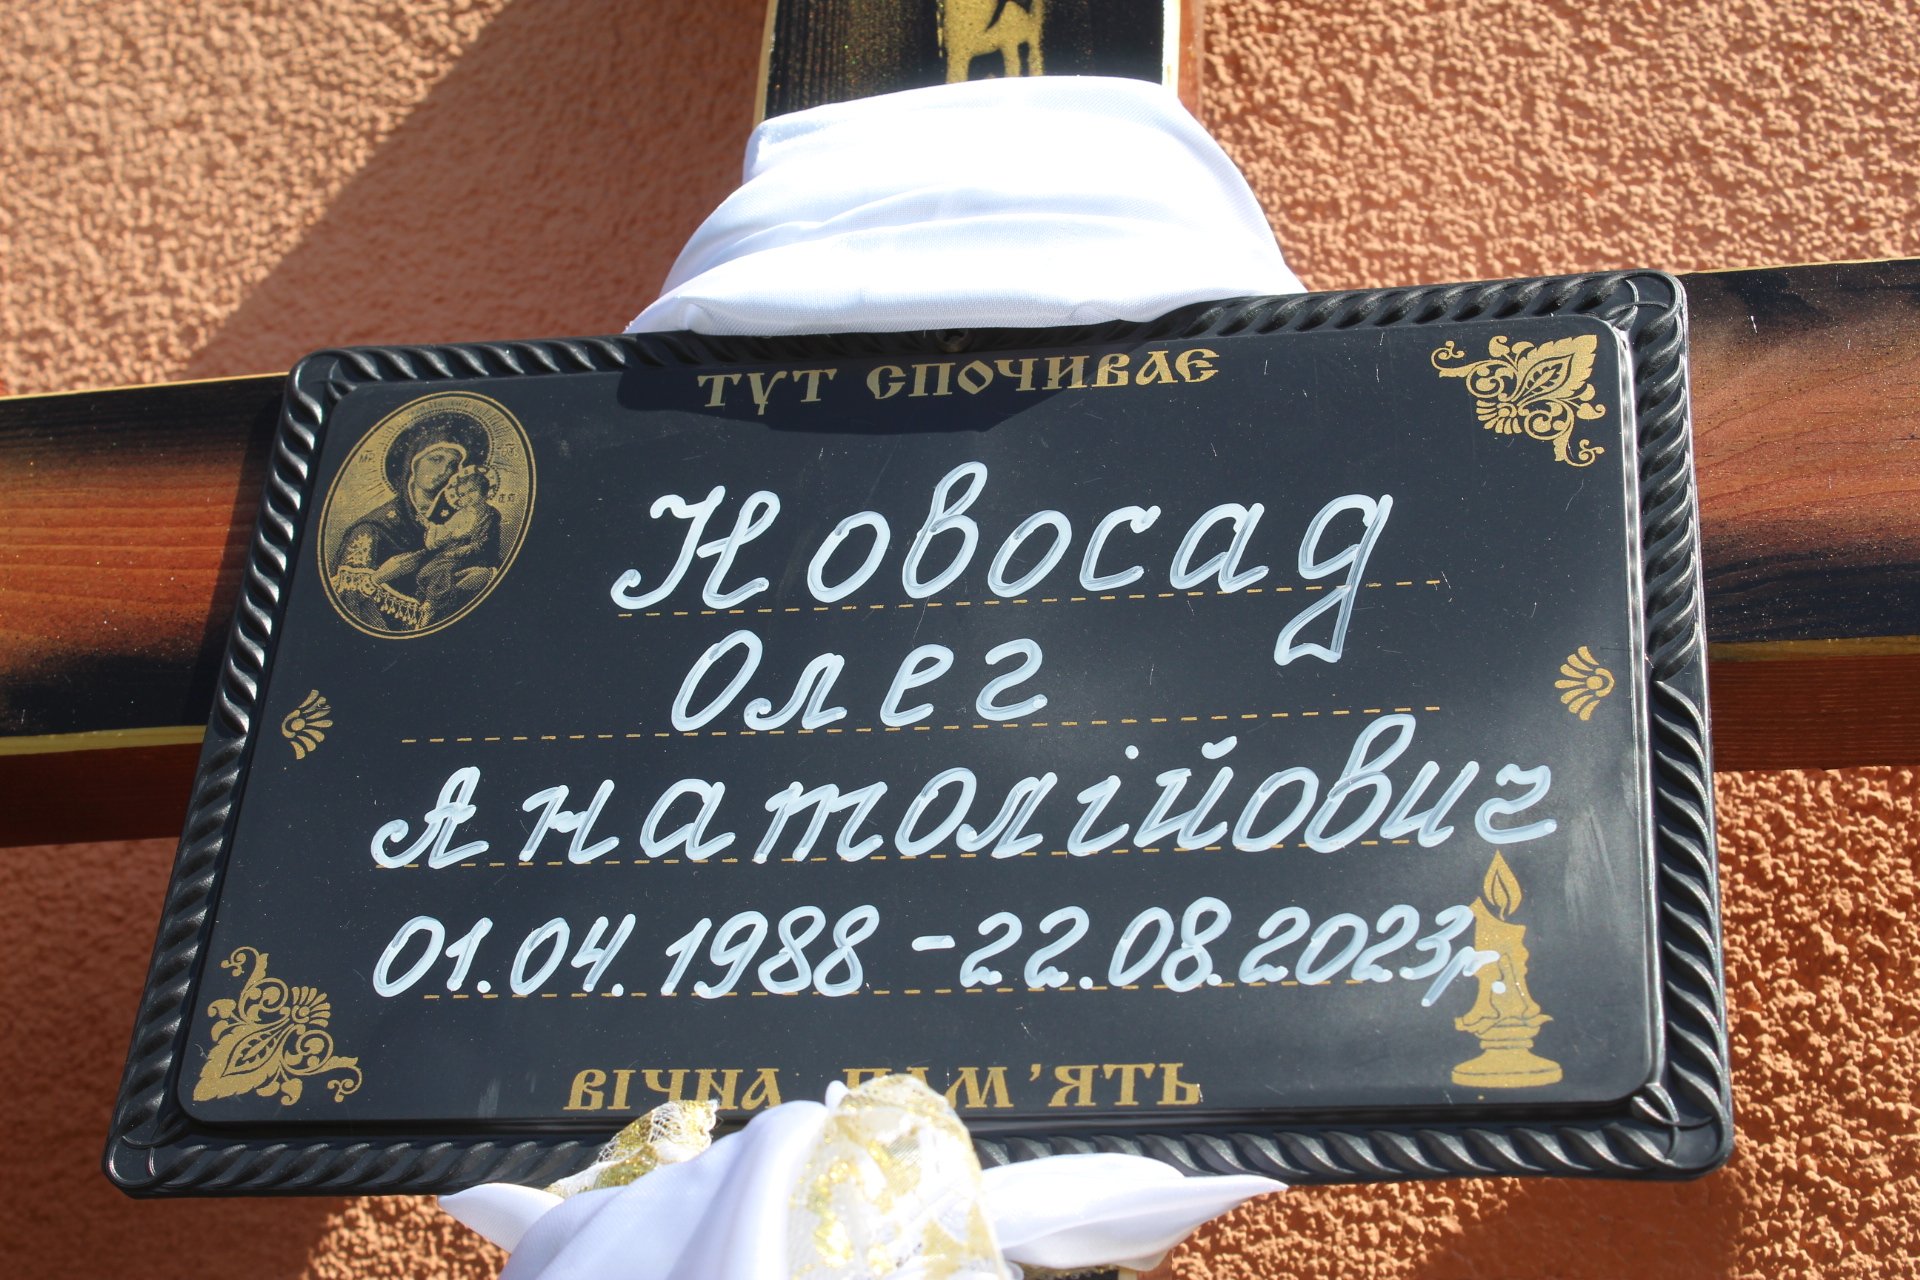 ТУТ СПОЧИВАЄ
Новосад
Олег
Анатолійович
01.04.1988 - 22.08.2023р.
ВІЧНА ПАМ'ЯТЬ